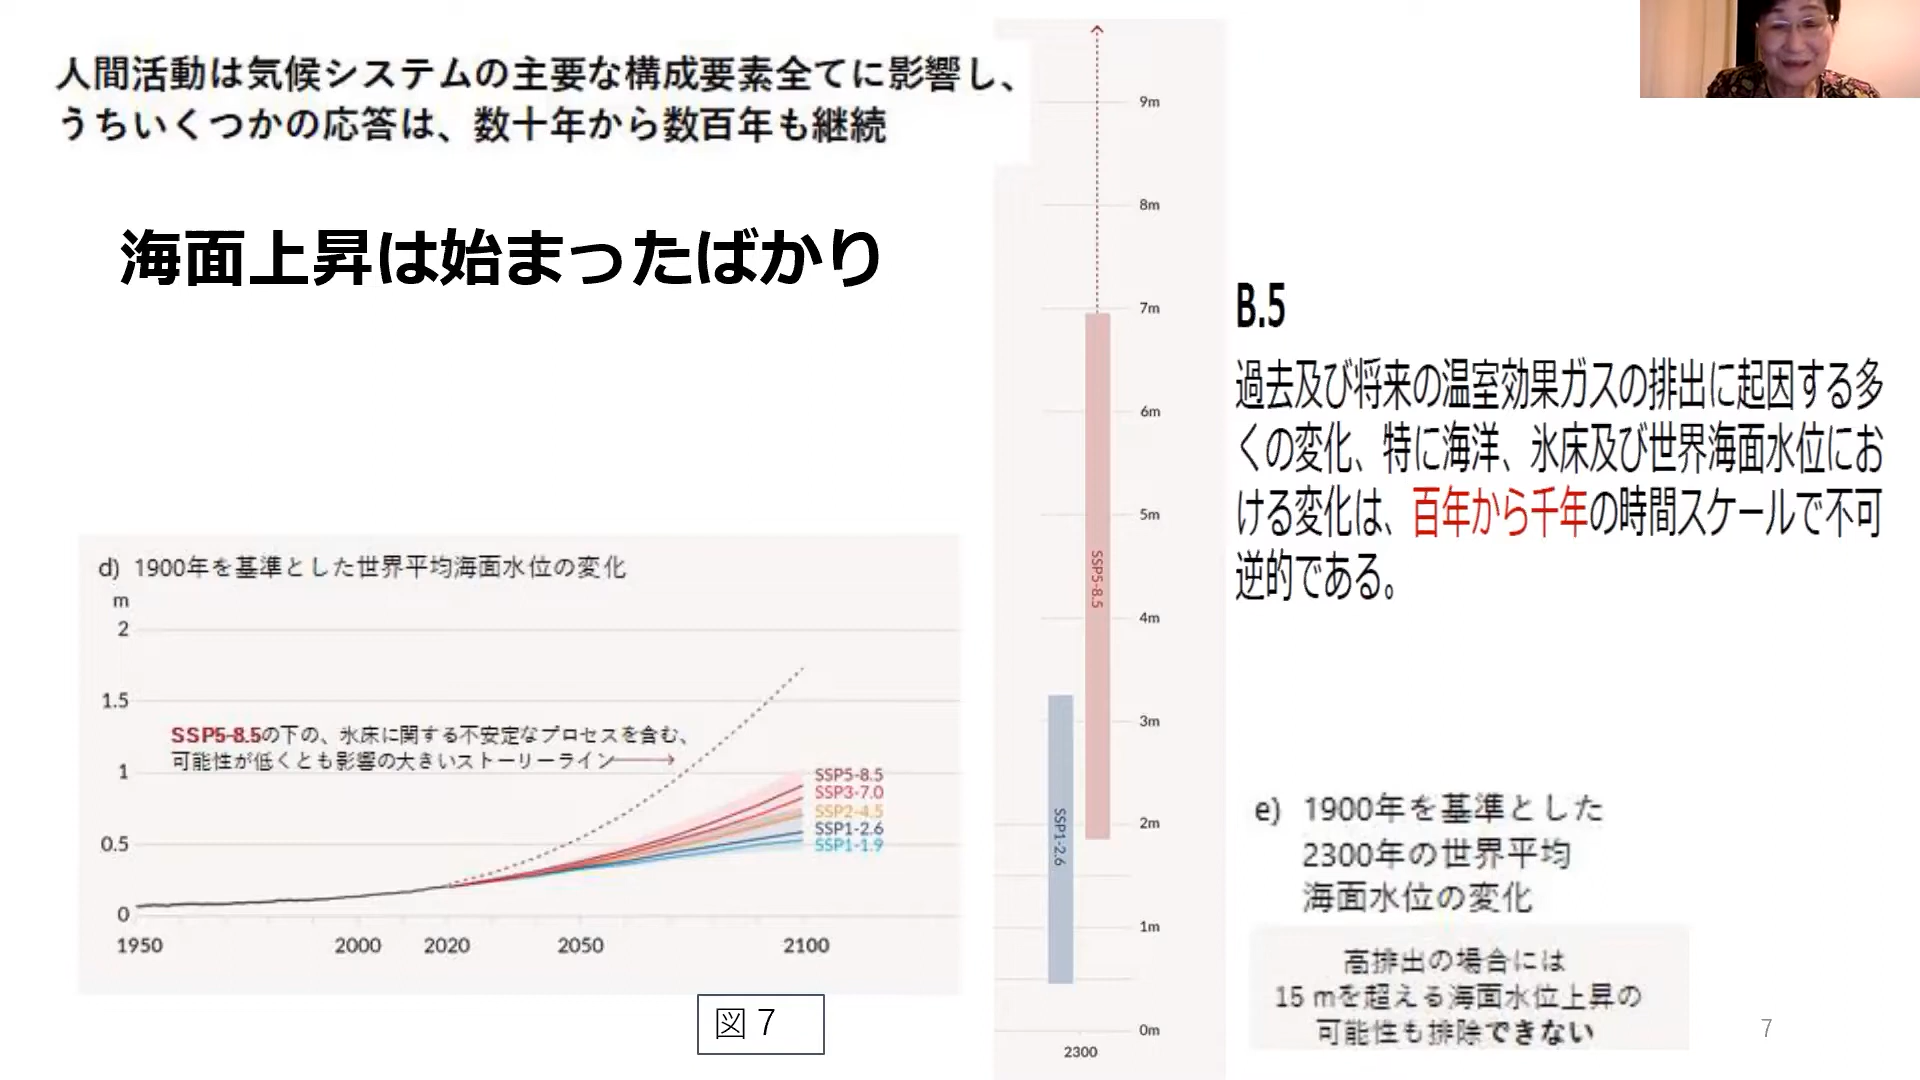 人間活動は気候システムの主要な構成要素全てに影響し、
うちいくつかの応答は、数十年から数百年も継続
海面上昇は始まったばかり
d) 1900年を基準とした世界平均海面水位の変化
m
2
1.5
1
0.5
0
SSP5-8.5の下の、氷床に関する不安定なプロセスを含む、
可能性が低くとも影響の大きいストーリーライン
SSP5-8.5
SSP3-7.0
SSP2-4.5
SSP1-2.6
SSP1-1.9
1950 2000 2020 2050 2100
図７
9m
8m
7m
6m
5m
4m
3m
2m
1m
0m
SSP5-8.5
SSP1-2.6
2300
B.5
過去及び将来の温室効果ガスの排出に起因する多
くの変化、特に海洋、氷床及び世界海面水位にお
ける変化は、百年から千年の時間スケールで不可
逆的である。
e) 1900年を基準とした
2300年の世界平均
海面水位の変化
高排出の場合には
15 mを超える海面水位上昇の
可能性も排除できない
7